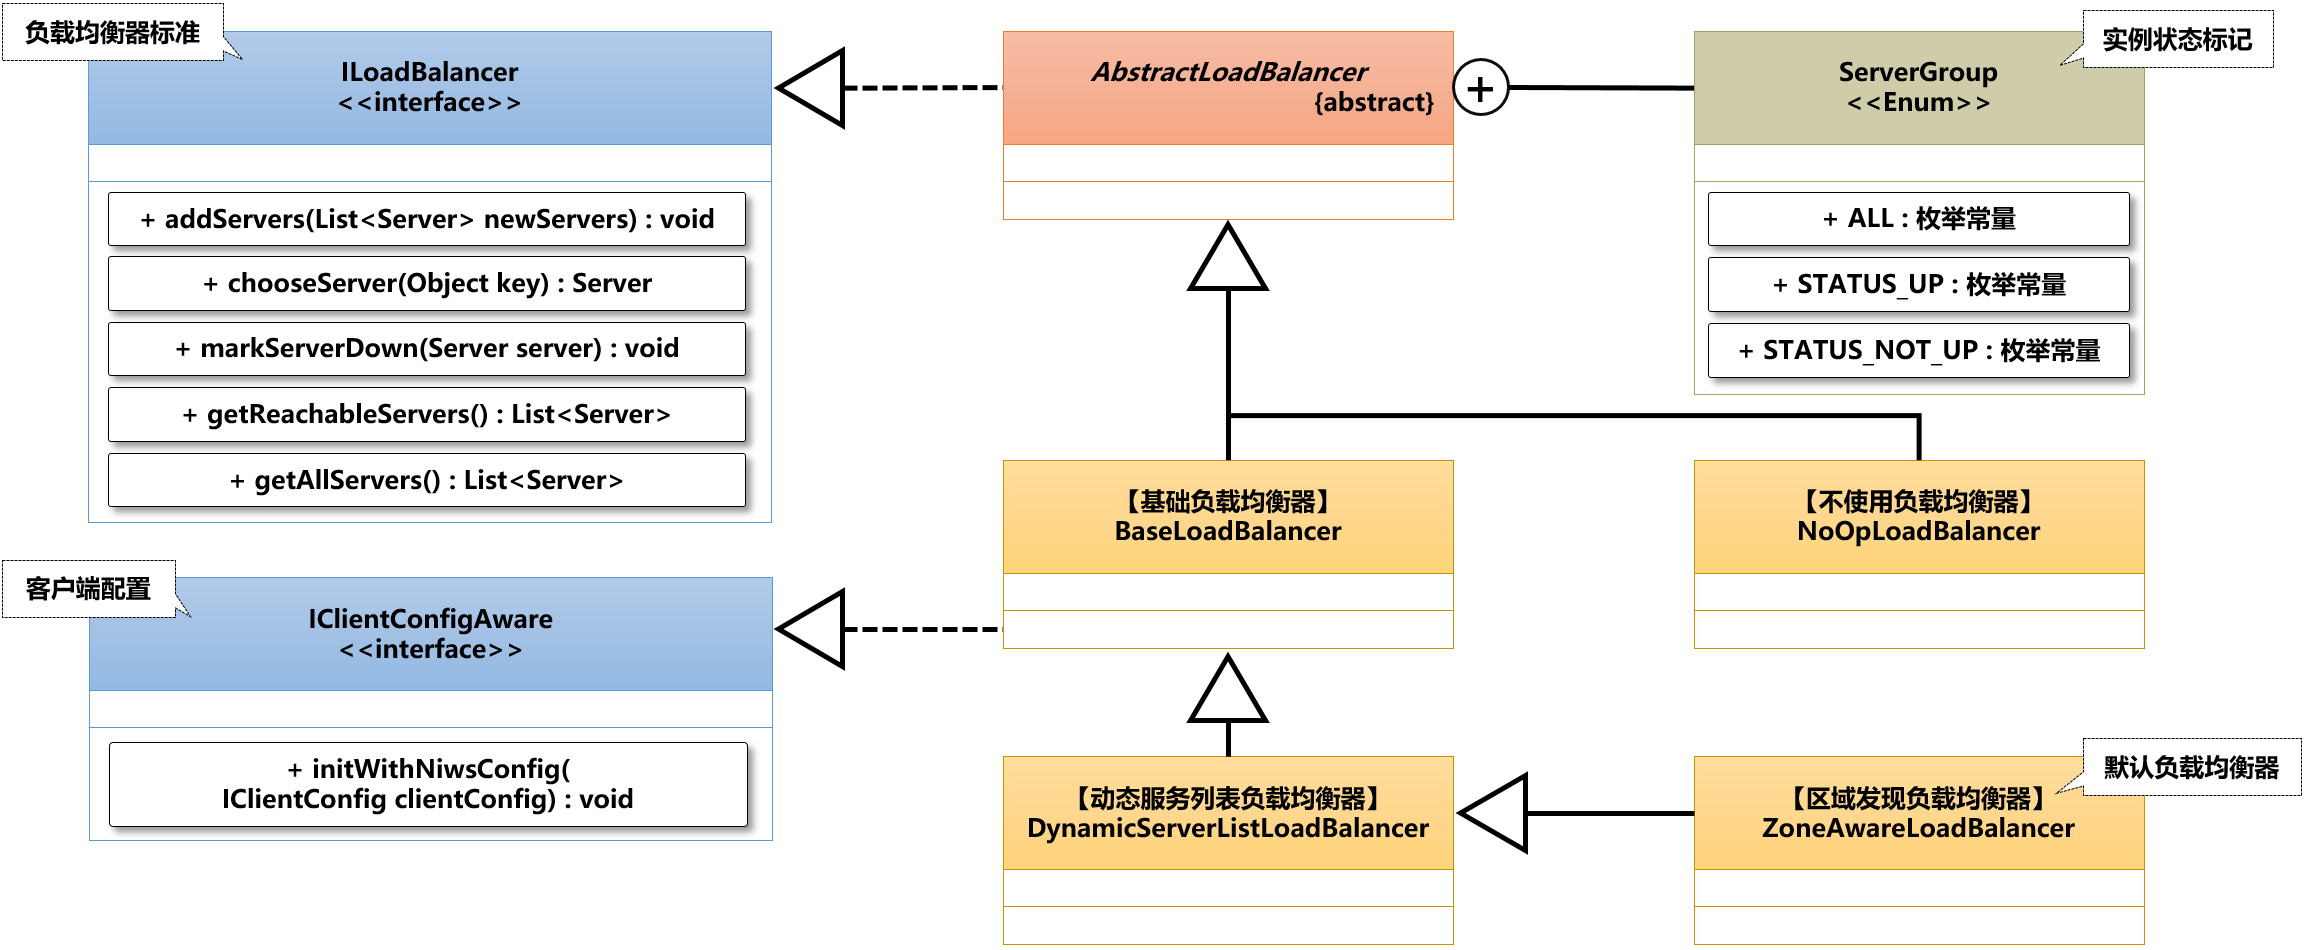 负载均衡器标准
ILoadBalancer
<<interface>>
+ addServers(List<Server> newServers) : void
+ chooseServer(Object key) : Server
+ markServerDown(Server server) : void
+ getReachableServers() : List<Server>
+ getAllServers() : List<Server>
AbstractLoadBalancer
{abstract}
+
实例状态标记
ServerGroup
<<Enum>>
+ ALL : 枚举常量
+ STATUS_UP : 枚举常量
+ STATUS_NOT_UP : 枚举常量
【基础负载均衡器】
BaseLoadBalancer
【不使用负载均衡器】
NoOpLoadBalancer
客户端配置
IClientConfigAware
<<interface>>
+ initWithNiwsConfig(
IClientConfig clientConfig) : void
【动态服务列表负载均衡器】
DynamicServerListLoadBalancer
默认负载均衡器
【区域发现负载均衡器】
ZoneAwareLoadBalancer